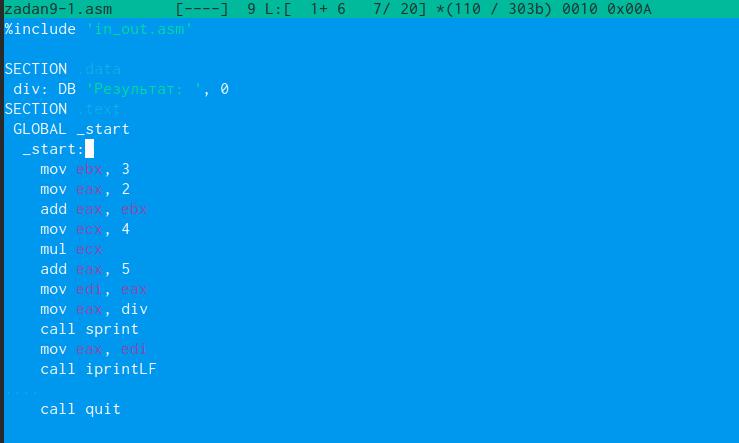 zadan9-1.asm       [----]  9 L:[  1+ 6   7/ 20] *(110 / 303b) 0010 0x00A
%include 'in_out.asm'
SECTION .data
 div: DB 'Результат: ', 0
SECTION .text
 GLOBAL _start
  _start:
    mov ebx, 3
    mov eax, 2
    add eax, ebx
    mov ecx, 4
    mul ecx
    add eax, 5
    mov edi, eax
    mov eax, div
    call sprint
    mov eax, edi
    call iprintLF
....
    call quit